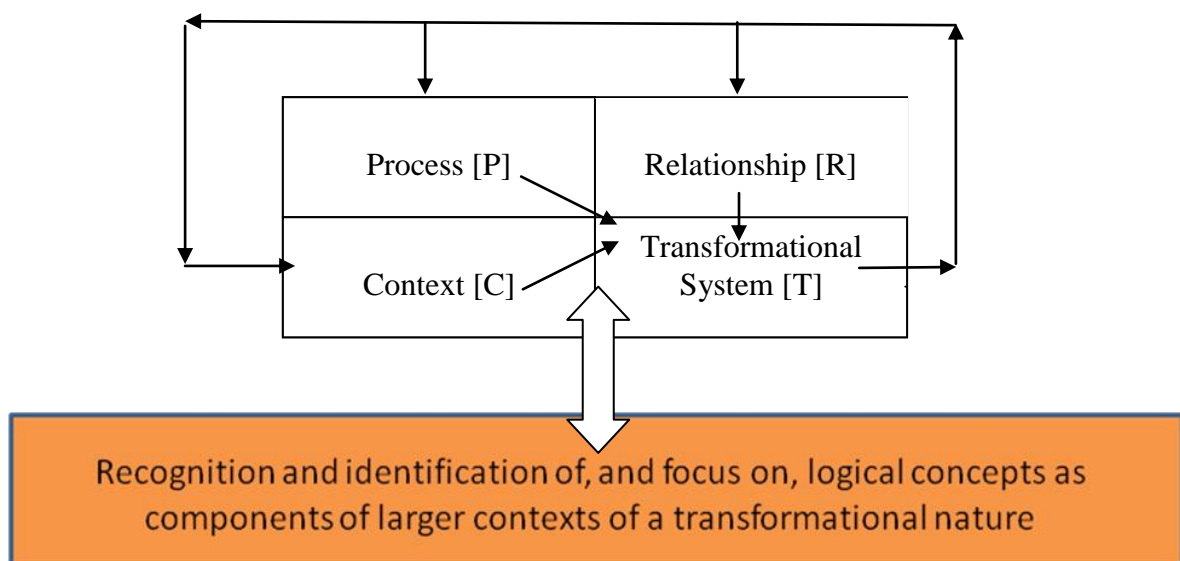 Process [P]
Relationship [R]
Context [C]
Transformational
System [T]
Recognition and identification of, and focus on, logical concepts as
components of larger contexts of a transformational nature